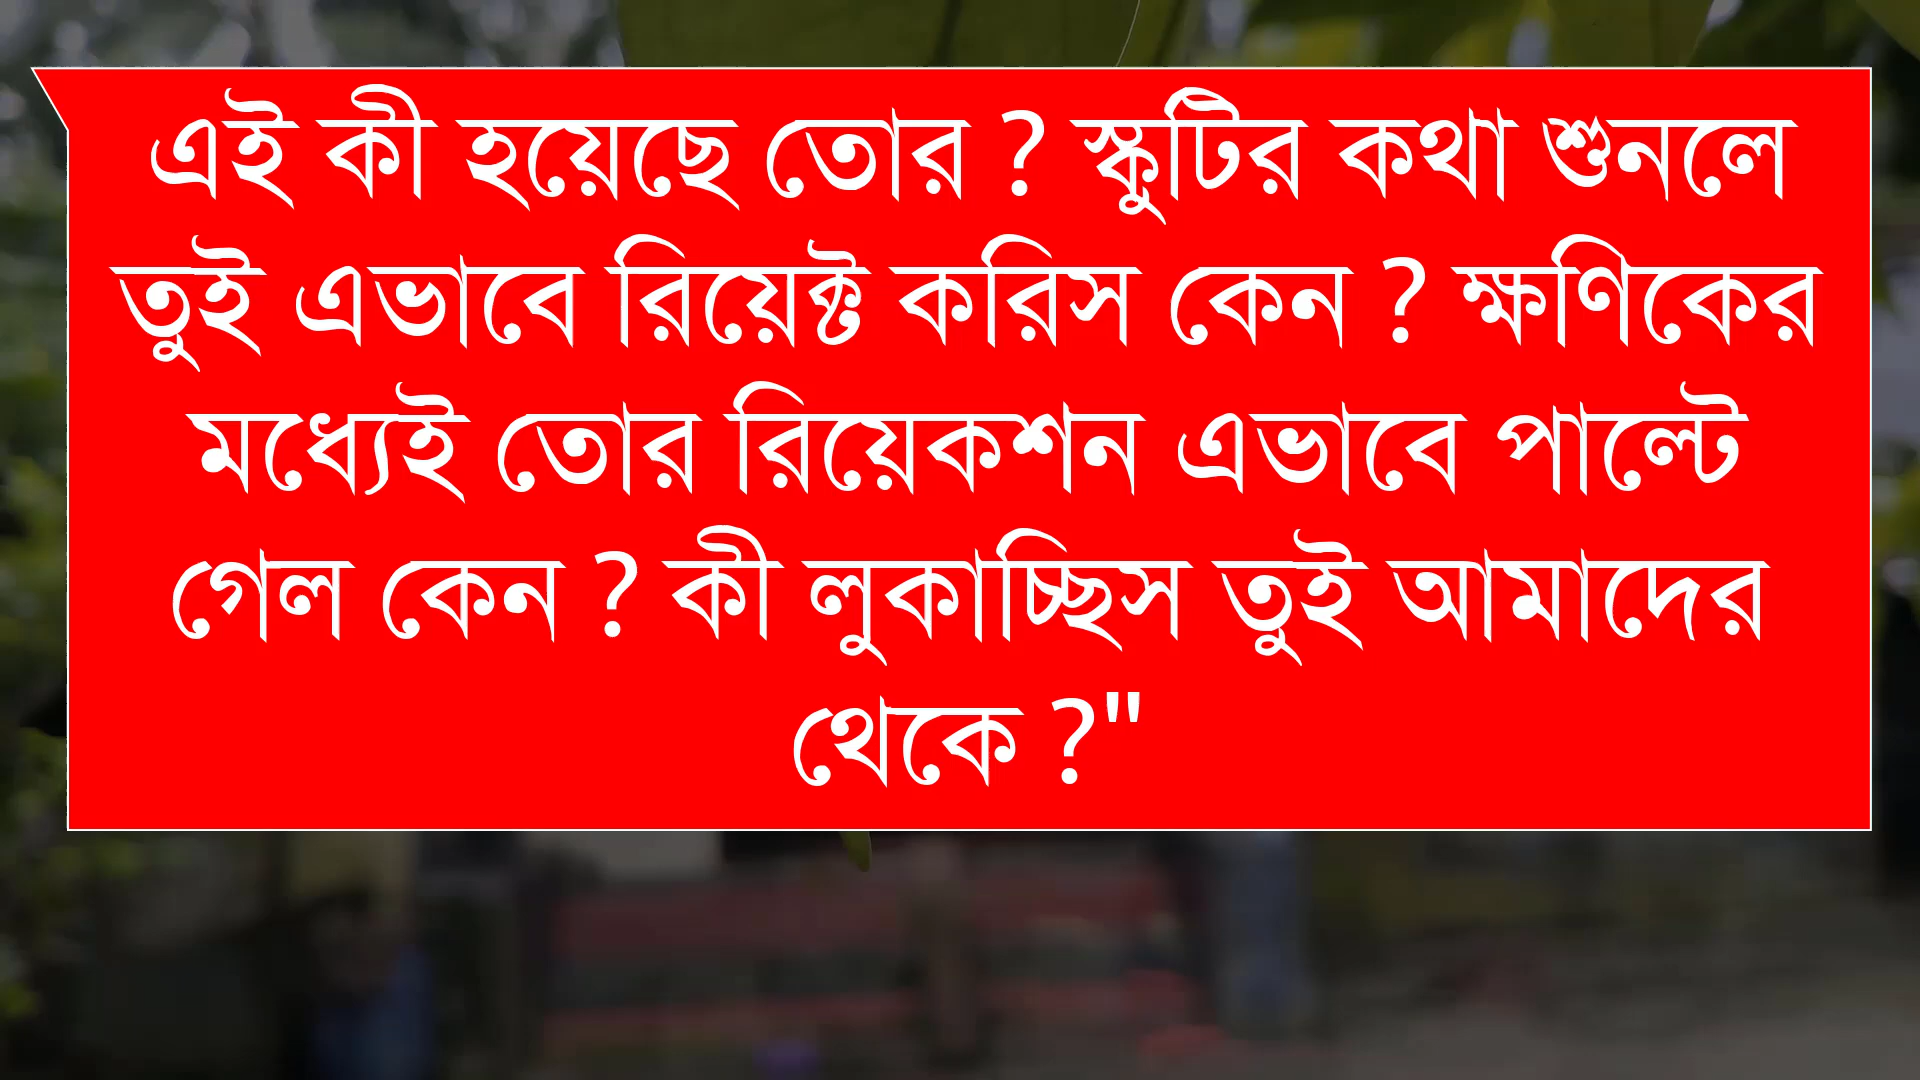 এই কী হয়েছে তোর ? স্কুটির কথা শুনলে
তুই এভাবে রিয়েক্ট করিস কেন ? ক্ষণিকের
মধ্যেই তোর রিয়েকশন এভাবে পাল্টে
গেল কেন ? কী লুকাচ্ছিস তুই আমাদের
থেকে ?"